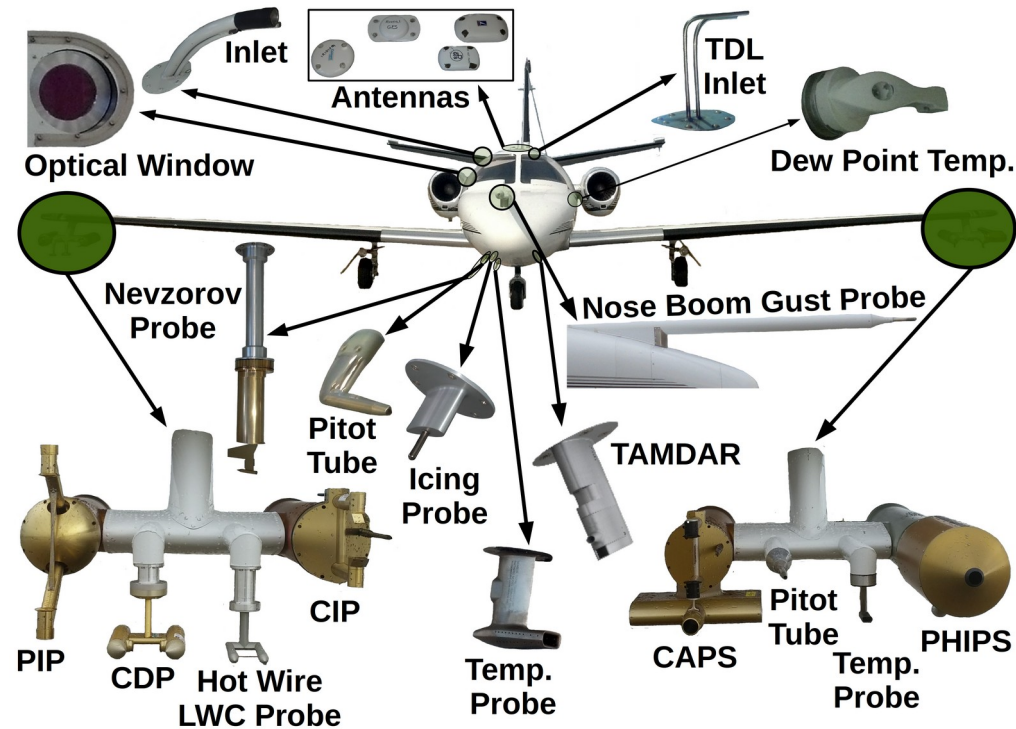 Inlet
Antennas
TDL
Inlet
Optical Window
Dew Point Temp.
Nevzorov
Probe
Nose Boom Gust Probe
Pitot
Tube
Icing
Probe
TAMDAR
PIP
CDP
Hot Wire
LWC Probe
CIP
Temp.
Probe
CAPS
Pitot
Tube
Temp.
Probe
PHIPS